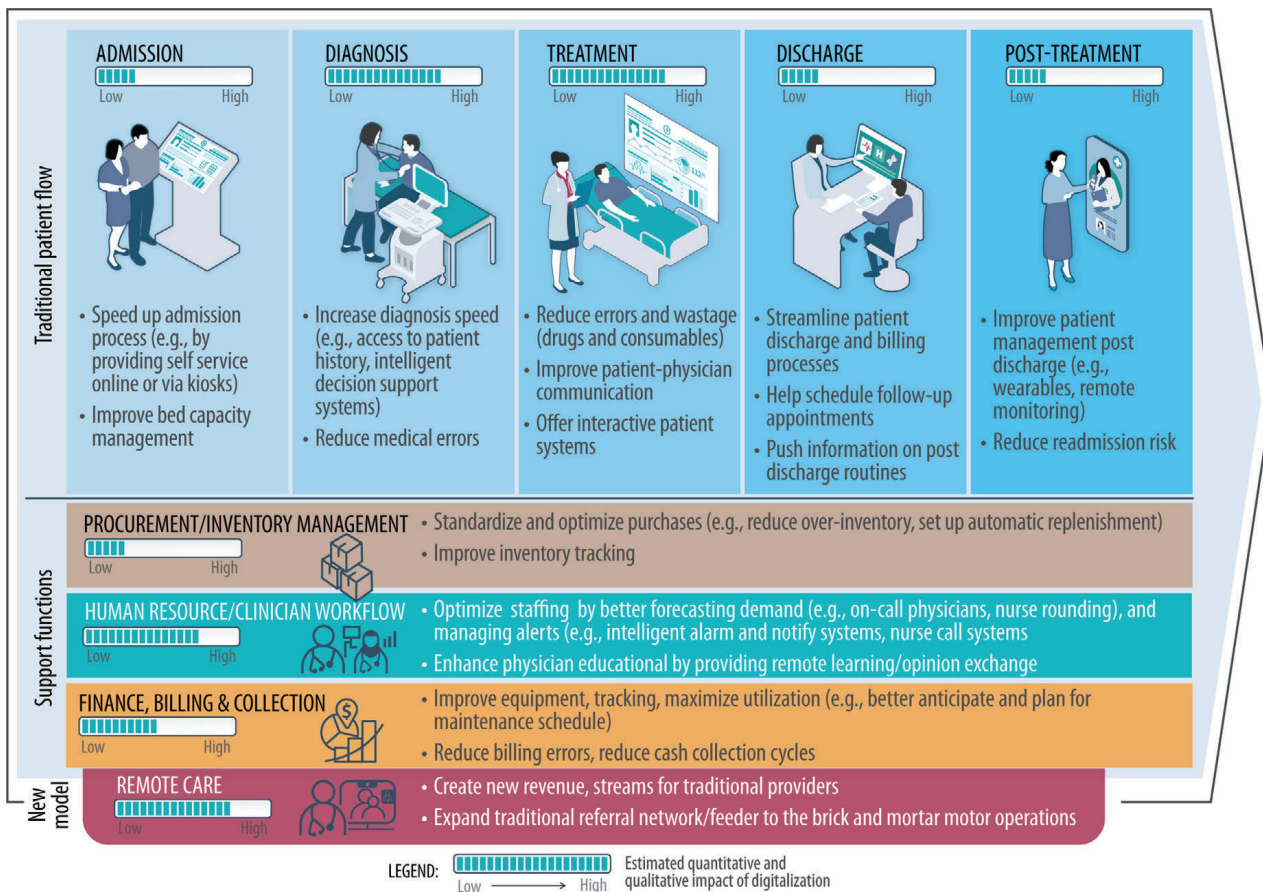 Traditional patient flow
ADMISSION
Low High
• Speed up admission
process (e.g., by
providing self service
online or via kiosks)
• Improve bed capacity
management
DIAGNOSIS
Low High
• Increase diagnosis speed
(e.g., access to patient
history, intelligent
decision support
systems)
• Reduce medical errors
TREATMENT
Low High
• Reduce errors and wastage
(drugs and consumables)
• Improve patient-physician
communication
• Offer interactive patient
systems
DISCHARGE
Low High
H
• Streamline patient
discharge and billing
processes
• Help schedule follow-up
appointments
• Push information on post
discharge routines
POST-TREATMENT
Low High
• Improve patient
management post
discharge (e.g.,
wearables, remote
monitoring)
• Reduce readmission risk
Support functions
PROCUREMENT/INVENTORY MANAGEMENT
Low High
• Standardize and optimize purchases (e.g., reduce over-inventory, set up automatic replenishment)
• Improve inventory tracking
HUMAN RESOURCE/CLINICIAN WORKFLOW
Low High
• Optimize staffing by better forecasting demand (e.g., on-call physicians, nurse rounding), and
managing alerts (e.g., intelligent alarm and notify systems, nurse call systems
• Enhance physician educational by providing remote learning/opinion exchange
FINANCE, BILLING & COLLECTION
Low High
$
• Improve equipment, tracking, maximize utilization (e.g., better anticipate and plan for
maintenance schedule)
• Reduce billing errors, reduce cash collection cycles
New
model
REMOTE CARE
Low High
• Create new revenue, streams for traditional providers
• Expand traditional referral network/feeder to the brick and mortar motor operations
LEGEND:
Low High
Estimated quantitative and
qualitative impact of digitalization